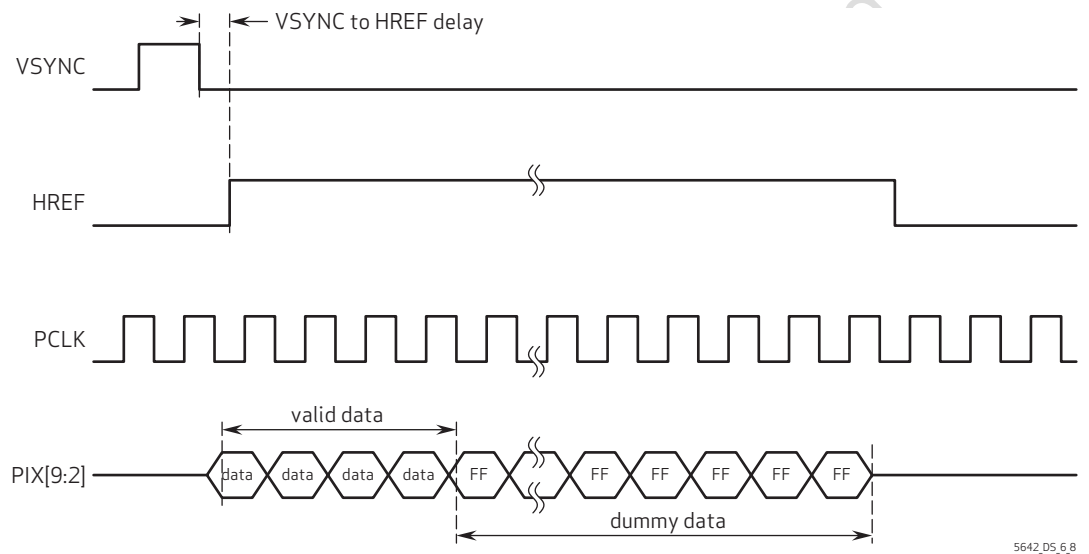 VSYNC to HREF delay
VSYNC
HREF
PCLK
valid data
PIX[9:2]
data data data data FF FF FF FF FF FF
dummy data
5642_DS_6_8